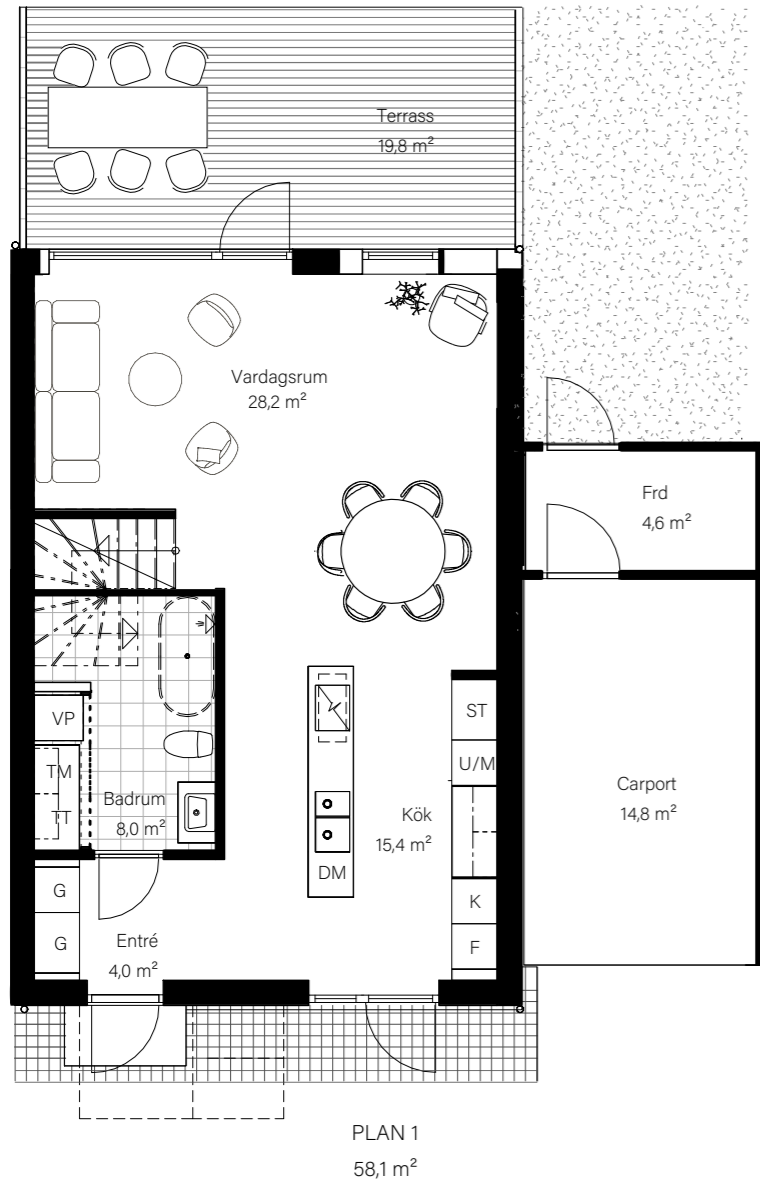 Terrass
19,8 m²
Vardagsrum
28,2 m²
Frd
4,6 m²
ST
VP
U/M
TM
Carport
14,8 m²
Badrum
8,0 m²
TT
Kök
15,4 m²
DM
G
K
Entré
4,0 m²
G
F
PLAN 1
58,1 m²